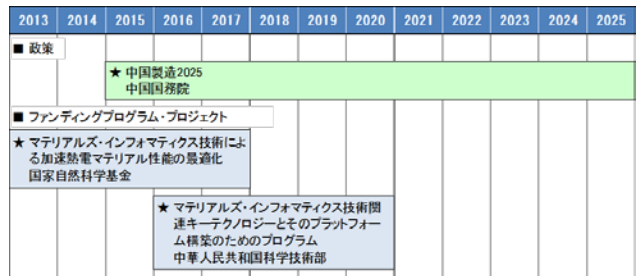 2013 2014 2015 2016 2017 2018 2019 2020 2021 2022 2023 2024 2025
■ 政策
★ 中国製造2025
中国国務院
■ ファンディングプログラム・プロジェクト
★ マテリアルズ・インフォマティクス技術によ
る加速熱電マテリアル性能の最適化
国家自然科学基金
★ マテリアルズ・インフォマティクス技術関
連キーテクノロジーとそのプラットフォー
ム構築のためのプログラム
中華人民共和国科学技術部